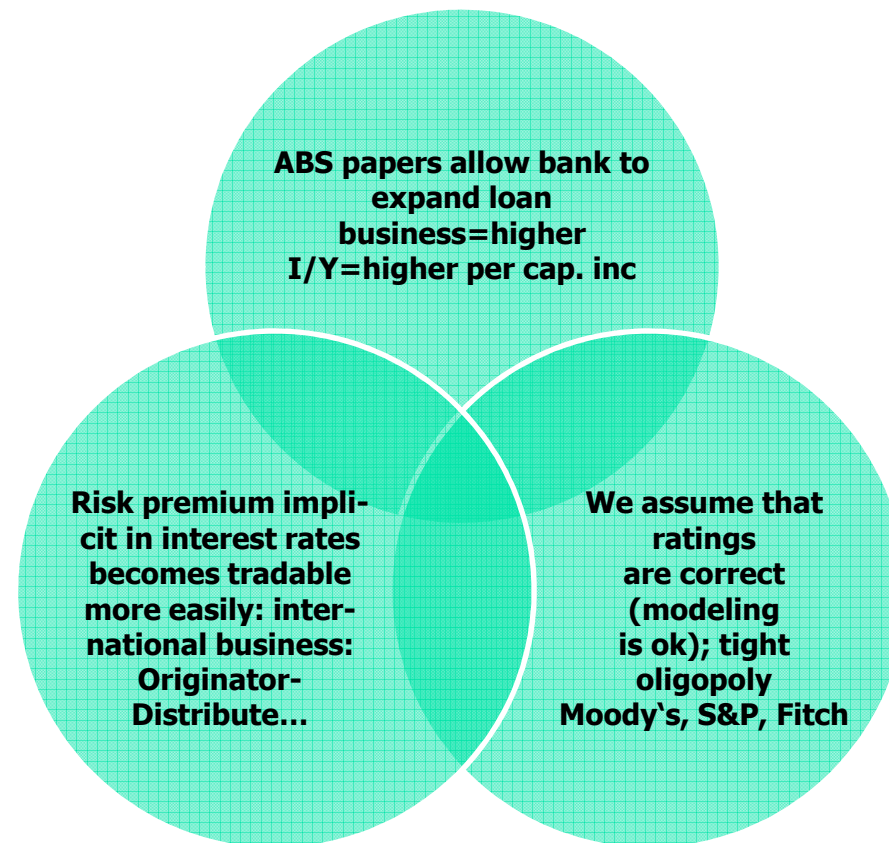 ABS papers allow bank to
expand loan
business=higher
I/Y=higher per cap. inc
Risk premium impli-
cit in interest rates
becomes tradable
more easily: inter-
national business:
Originator-
Distribute...
We assume that
ratings
are correct
(modeling
is ok); tight
oligopoly
Moody‘s, S&P, Fitch